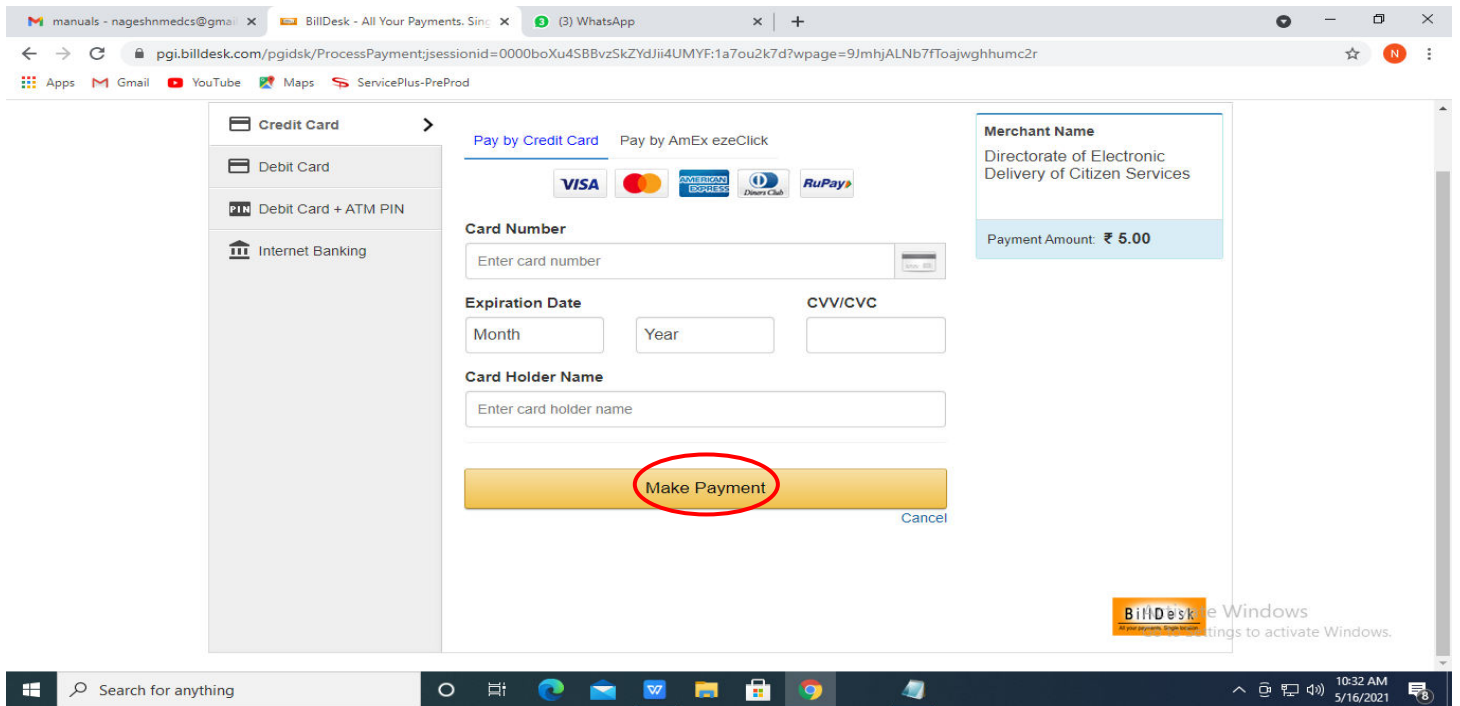 manuals - nageshnmedcs@gmai
BillDesk - All Your Payments. Sing
(3) WhatsApp
pgi.billdesk.com/pgidsk/ProcessPayment;jsessionid=0000boXu4SBBvzSkZYdJii4UMYF:1a7ou2k7d?wpage=9JmhjALNb7fToajwghhumc2r
N
Apps
Gmail
YouTube
Maps
ServicePlus-PreProd
Credit Card
Debit Card
PIN Debit Card + ATM PIN
Internet Banking
Pay by Credit Card
Pay by AmEx ezeClick
VISA
AMERICAN EXPRESS
Diners Club
RuPay
Card Number
Enter card number
Expiration Date
CVV/CVC
Month
Year
Card Holder Name
Enter card holder name
Make Payment
Cancel
Merchant Name
Directorate of Electronic
Delivery of Citizen Services
Payment Amount: ₹ 5.00
BillDesk
Windows
to activate Windows.
Search for anything
10:32 AM
5/16/2021
8